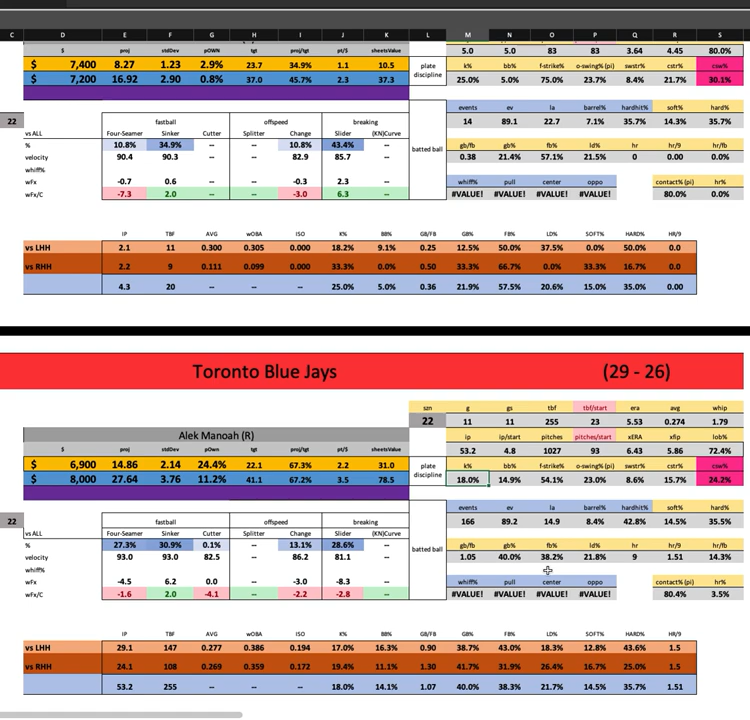 C D E F G H I J K L M N O P Q R S
5.0 5.0 83 83 3.64 4.45 80.0%
$ proj stdDev pOWN tgt proj/tgt pt/$ sheetsValue k% bb% f-strike% o-swing% (pi) swstr% cstr% csw%
$ 7,400 8.27 1.23 2.9% 23.7 34.9% 1.1 10.5 plate discipline 25.0% 5.0% 75.0% 23.7% 8.4% 21.7% 30.1%
$ 7,200 16.92 2.90 0.8% 37.0 45.7% 2.3 37.3
events ev la barrel% hardhit% soft% hard%
22 fastball offspeed breaking 14 89.1 22.7 7.1% 35.7% 14.3% 35.7%
vs ALL Four-Seamer Sinker Cutter Splitter Change Slider (KN)Curve
% 10.8% 34.9% -- -- 10.8% 43.4% -- batted ball gb/fb gb% fb% ld% hr hr/9 hr/fb
velocity 90.4 90.3 -- -- 82.9 85.7 -- 0.38 21.4% 57.1% 21.5% 0 0.00 0.0%
whiff%
wFx -0.7 0.6 -- -- -0.3 2.3 whiff% pull center oppo contact% (pi) hr%
wFx/C -7.3 2.0 -- -- -3.0 6.3 -- #VALUE! #VALUE! #VALUE! #VALUE! 80.0% 0.0%
IP TBF AVG wOBA ISO K% BB% GB/FB GB% FB% LD% SOFT% HARD% HR/9
vs LHH 2.1 11 0.300 0.305 0.000 18.2% 9.1% 0.25 12.5% 50.0% 37.5% 0.0% 50.0% 0.0
vs RHH 2.2 9 0.111 0.099 0.000 33.3% 0.0% 0.50 33.3% 66.7% 0.0% 33.3% 16.7% 0.0
4.3 20 -- -- -- 25.0% 5.0% 0.36 21.9% 57.5% 20.6% 15.0% 35.0% 0.00
Toronto Blue Jays (29 - 26)
szn g gs tbf tbf/start era avg whip
22 11 11 255 23 5.53 0.274 1.79
Alek Manoah (R) ip ip/start pitches pitches/start xERA xfip lob%
$ proj stdDev pOwn tgt proj/tgt pt/$ sheetsValue 53.2 4.8 1027 93 6.43 5.86 72.4%
$ 6,900 14.86 2.14 24.4% 22.1 67.3% 2.2 31.0 plate discipline k% bb% f-strike% o-swing% (pi) swstr% cstr% csw%
$ 8,000 27.64 3.76 11.2% 41.1 67.2% 3.5 78.5 18.0% 14.9% 54.1% 23.0% 8.6% 15.7% 24.2%
events ev la barrel% hardhit% soft% hard%
22 fastball offspeed breaking 166 89.2 14.9 8.4% 42.8% 14.5% 35.5%
vs ALL Four-Seamer Sinker Cutter Splitter Change Slider (KN)Curve
% 27.3% 30.9% 0.1% -- 13.1% 28.6% -- batted ball gb/fb gb% fb% ld% hr hr/9 hr/fb
velocity 93.0 93.0 82.5 -- 86.2 81.1 -- 1.05 40.0% 38.2% 21.8% 9 1.51 14.3%
whiff%
wFx -4.5 6.2 0.0 -- -3.0 -8.3 -- whiff% pull center oppo contact% (pi) hr%
wFx/C -1.6 2.0 -4.1 -- -2.2 -2.8 -- #VALUE! #VALUE! #VALUE! #VALUE! 80.4% 3.5%
IP TBF AVG wOBA ISO K% BB% GB/FB GB% FB% LD% SOFT% HARD% HR/9
vs LHH 29.1 147 0.277 0.386 0.194 17.0% 16.3% 0.90 38.7% 43.0% 18.3% 12.8% 43.6% 1.5
vs RHH 24.1 108 0.269 0.359 0.172 19.4% 11.1% 1.30 41.7% 31.9% 26.4% 16.7% 25.0% 1.5
53.2 255 -- -- -- 18.0% 14.1% 1.07 40.0% 38.3% 21.7% 14.5% 35.7% 1.51